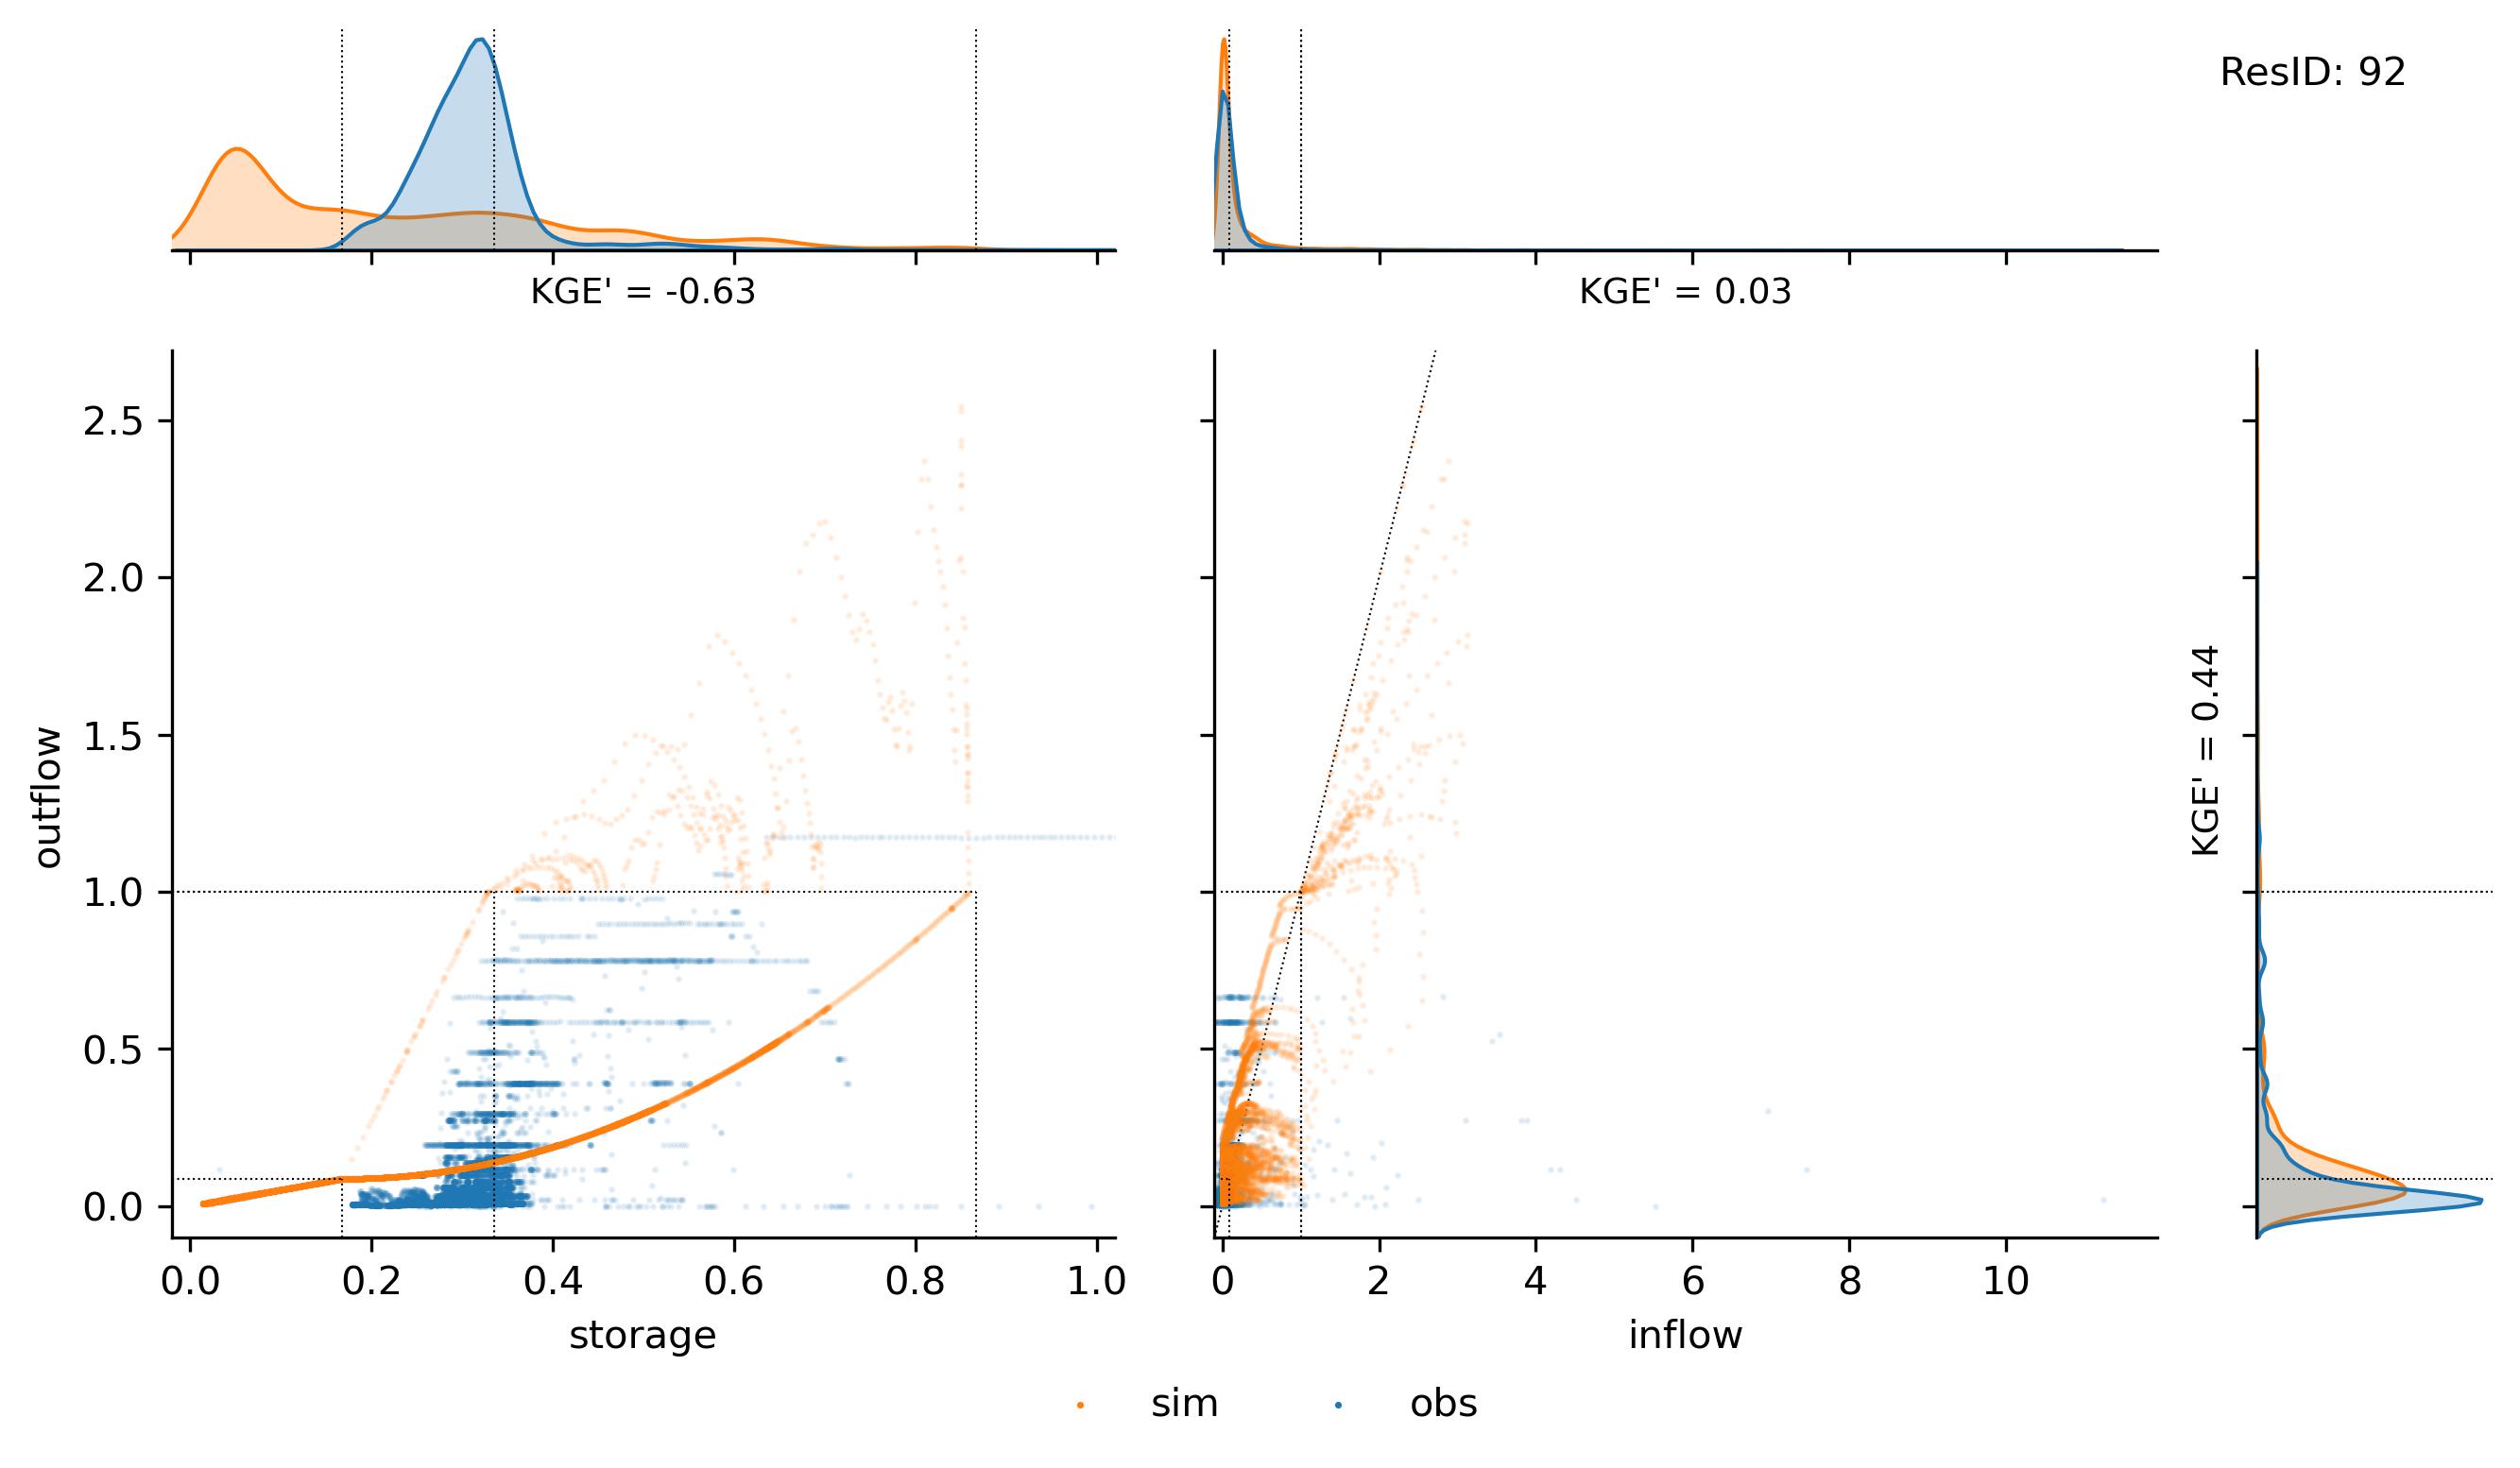 ResID: 92
KGE' = -0.63
KGE' = 0.03
outflow
2.5
2.0
1.5
1.0
0.5
0.0
KGE' = 0.44
0.0 0.2 0.4 0.6 0.8 1.0
0 2 4 6 8 10
storage
inflow
sim obs